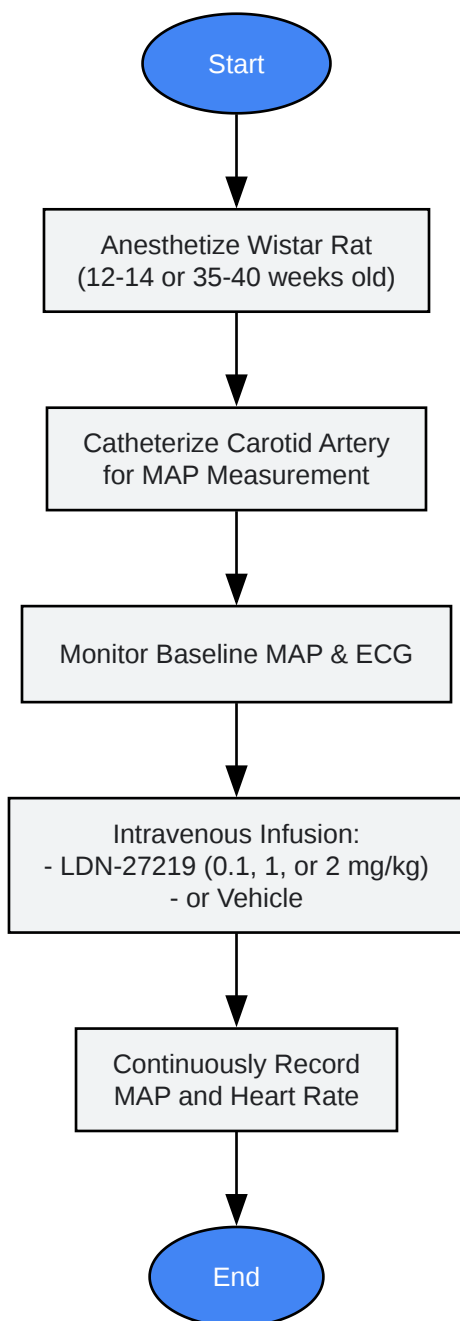 Start
Anesthetize Wistar Rat
(12-14 or 35-40 weeks old)
Catheterize Carotid Artery
for MAP Measurement
Monitor Baseline MAP & ECG
Intravenous Infusion:
- LDN-27219 (0.1, 1, or 2 mg/kg)
- or Vehicle
Continuously Record
MAP and Heart Rate
End